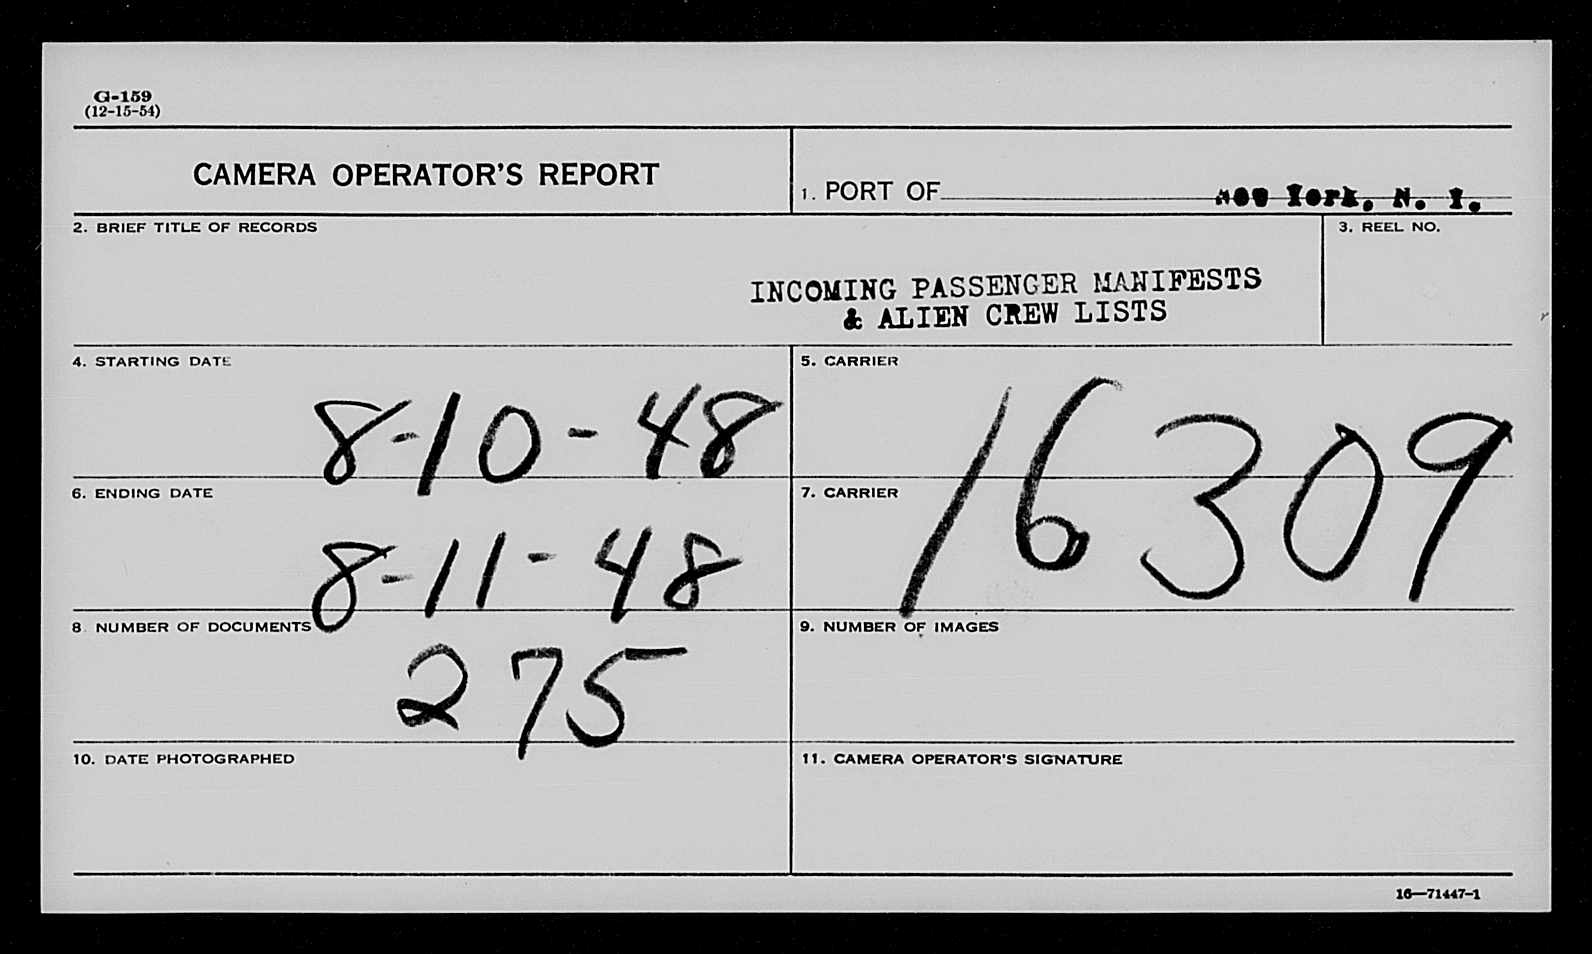 G-159
(12-15-54)
CAMERA OPERATOR'S REPORT
1. PORT OF New York, N. Y.
2. BRIEF TITLE OF RECORDS
3. REEL NO.
INCOMING PASSENGER MANIFESTS
& ALIEN CREW LISTS
4. STARTING DATE
8-10-48
5. CARRIER
16309
6. ENDING DATE
8-11-48
7. CARRIER
8. NUMBER OF DOCUMENTS
275
9. NUMBER OF IMAGES
10. DATE PHOTOGRAPHED
11. CAMERA OPERATOR'S SIGNATURE
16—71447-1